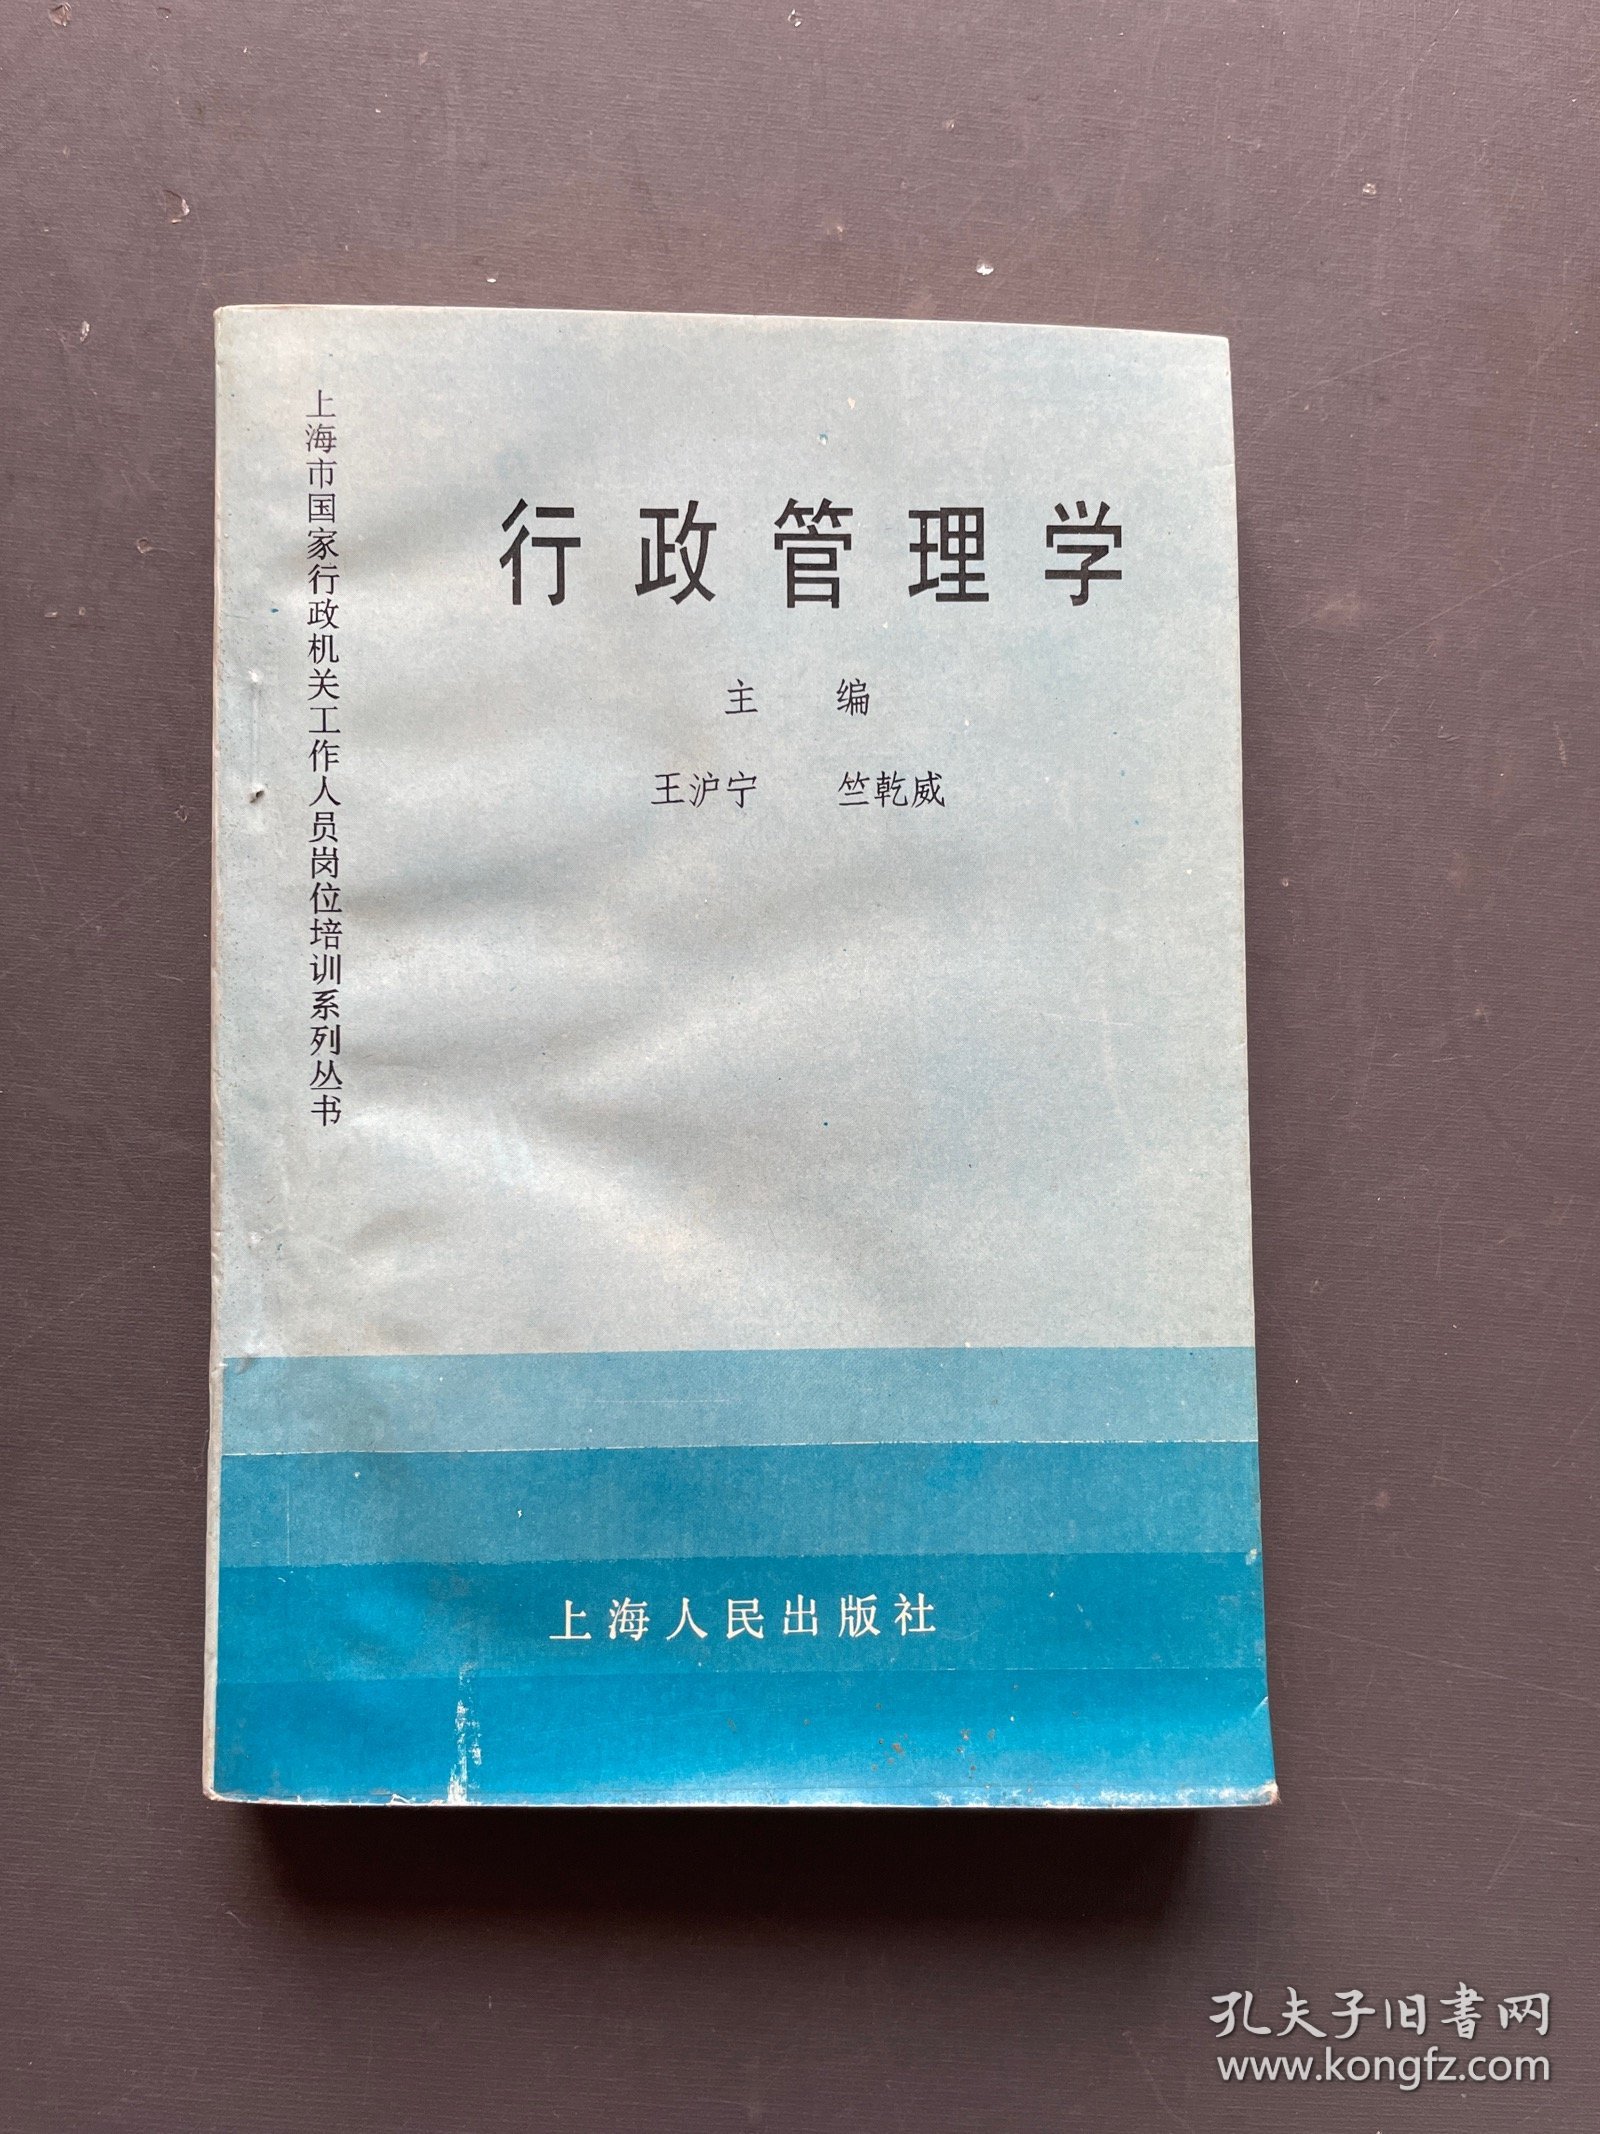 上海市国家行政机关工作人员岗位培训系列丛书
行政管理学
主 编
王沪宁 竺乾威
上海人民出版社
孔夫子旧书网
www.kongfz.com